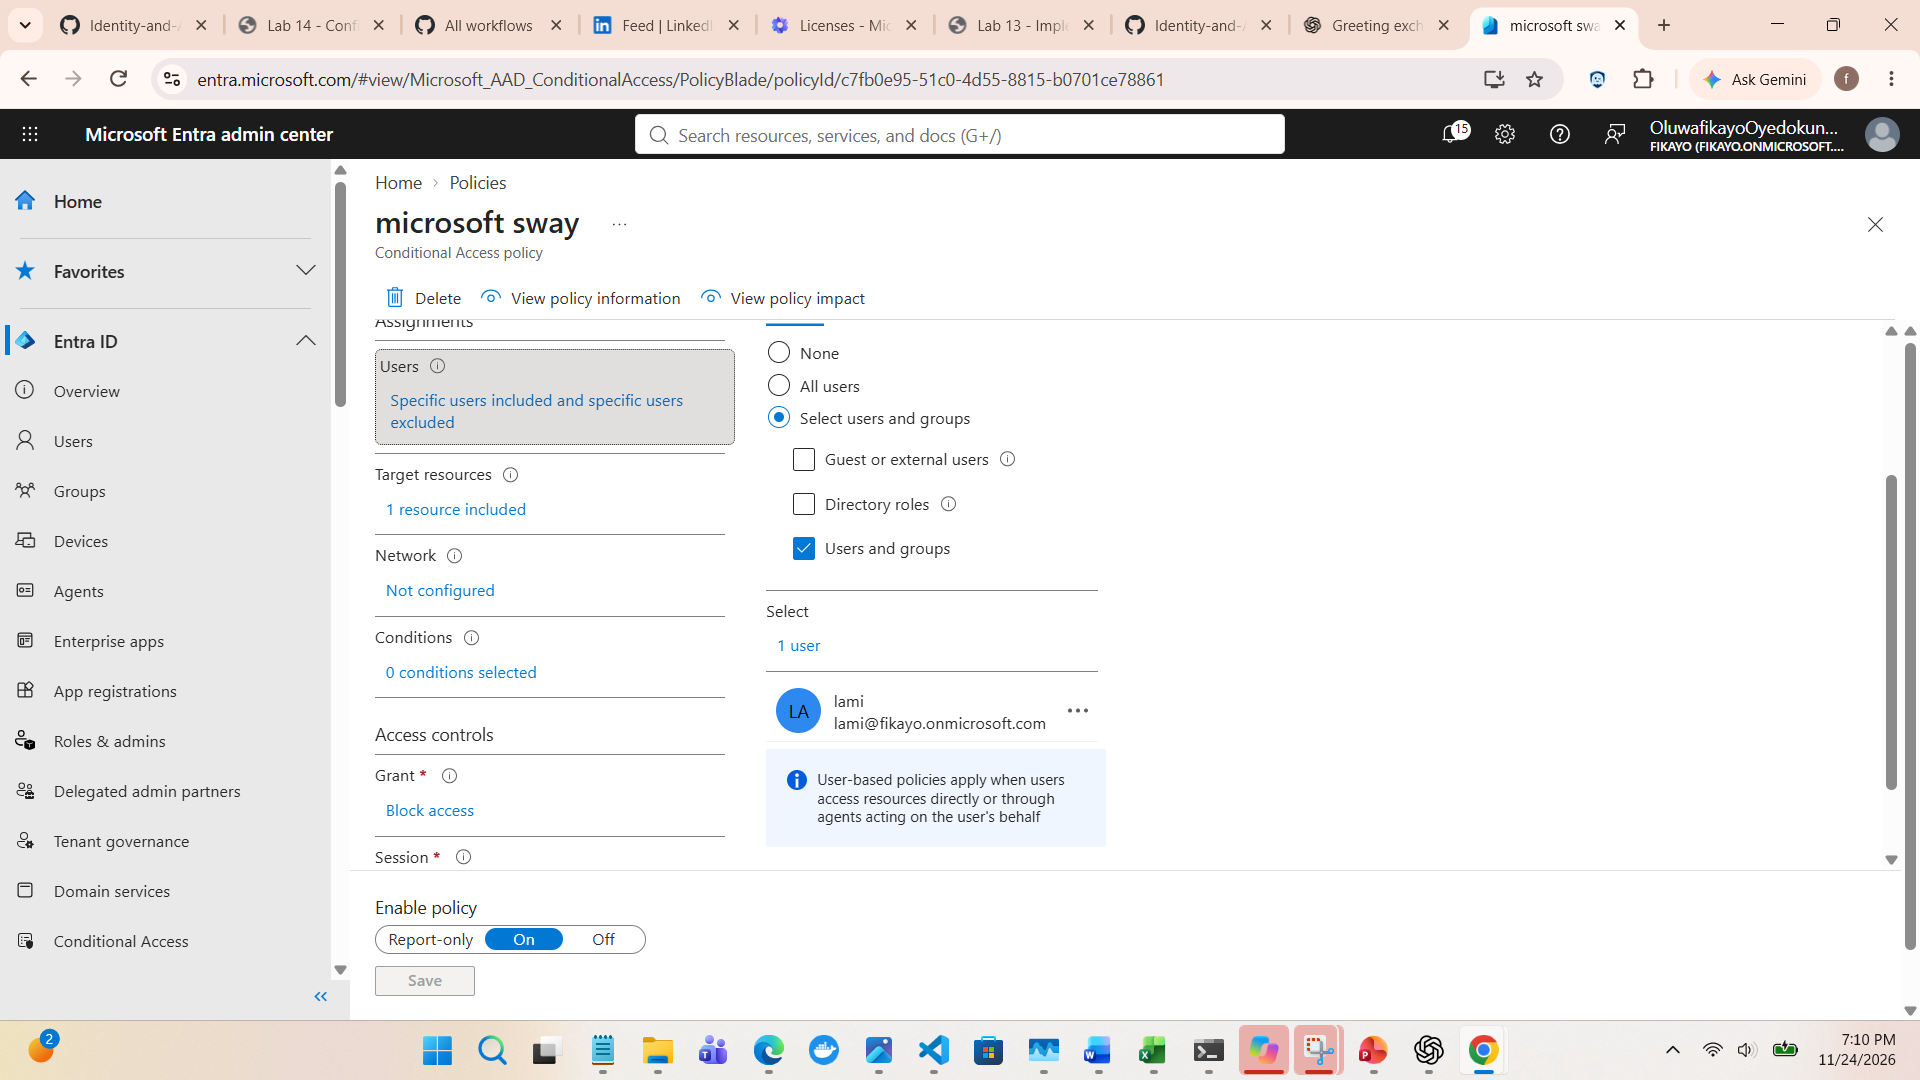 Identity-and-A
Lab 14 - Conf
All workflows
Feed | LinkedI
Licenses - Mic
Lab 13 - Imple
Identity-and-A
Greeting exch
microsoft swa
entra.microsoft.com/#view/Microsoft_AAD_ConditionalAccess/PolicyBlade/policyId/c7fb0e95-51c0-4d55-8815-b0701ce78861
Ask Gemini
f
Microsoft Entra admin center
Search resources, services, and docs (G+/)
15
OluwafikayoOyedokun...
FIKAYO (FIKAYO.ONMICROSOFT....
Home
Favorites
Entra ID
Overview
Users
Groups
Devices
Agents
Enterprise apps
App registrations
Roles & admins
Delegated admin partners
Tenant governance
Domain services
Conditional Access
Home
Policies
microsoft sway
...
Conditional Access policy
Delete
View policy information
View policy impact
Assignments
Users
Specific users included and specific users
excluded
Target resources
1 resource included
Network
Not configured
Conditions
0 conditions selected
Access controls
Grant *
Block access
Session *
None
All users
Select users and groups
Guest or external users
Directory roles
Users and groups
Select
1 user
LA
lami
lami@fikayo.onmicrosoft.com
User-based policies apply when users
access resources directly or through
agents acting on the user's behalf
Enable policy
Report-only
On
Off
Save
2
7:10 PM
11/24/2026